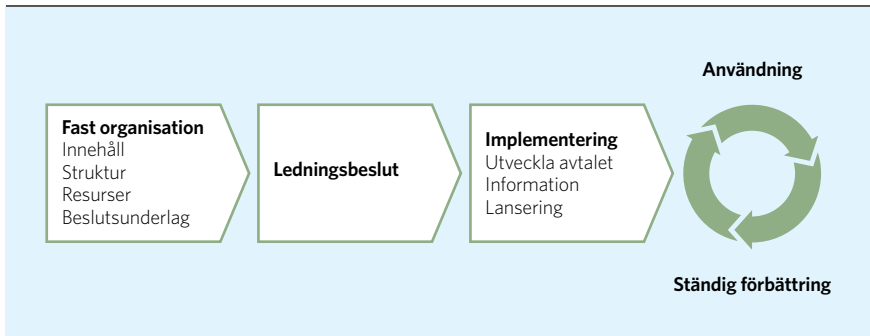 Fast organisation
Innehåll
Struktur
Resurser
Beslutsunderlag
Ledningsbeslut
Implementering
Utveckla avtalet
Information
Lansering
Användning
Ständig förbättring